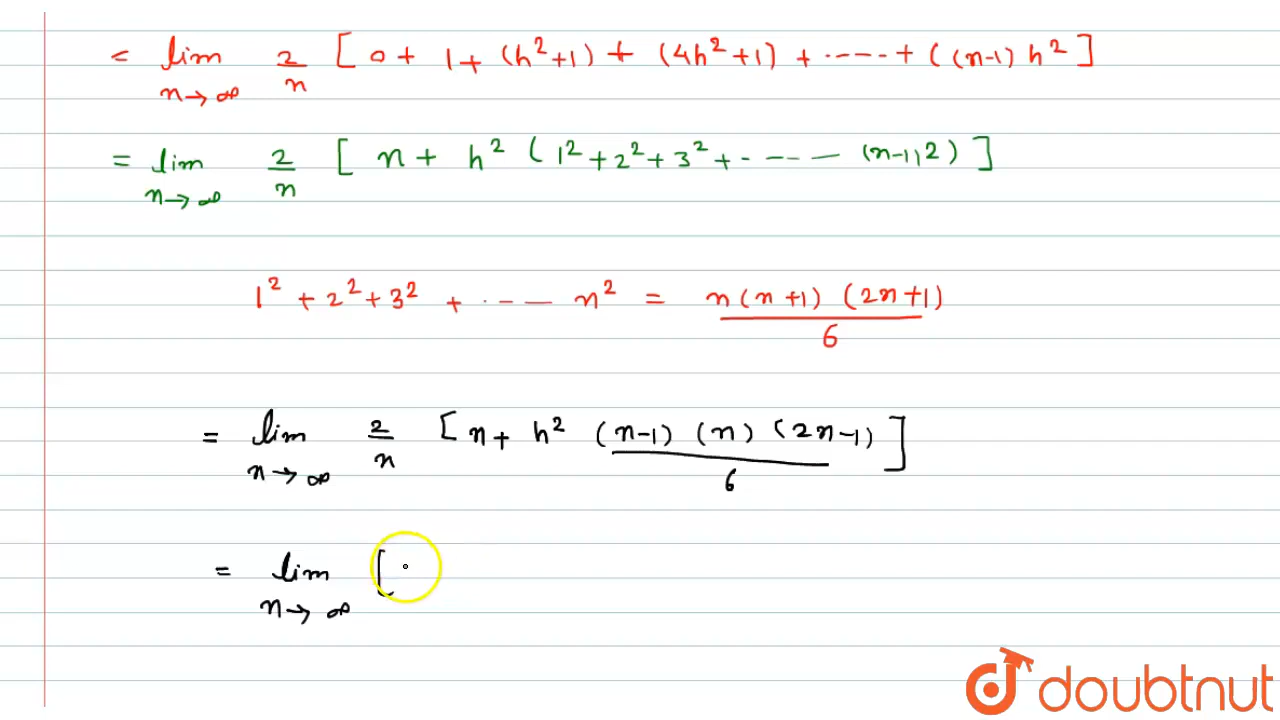 = lim n→∞ 2/n [ 0 + 1 + (h²+1) + (4h²+1) + ----- + ( (n-1) h² ]
= lim n→∞ 2/n [ n + h² ( 1² + 2² + 3² + - --- — (n-1, 2 ) ]
1² + 2² + 3² + --- — n² = n(n+1) (2n+1) / 6
= lim n→∞ 2/n [ n + h² (n-1) (n) (2n-1) / 6 ]
= lim n→∞ [
doubtnut